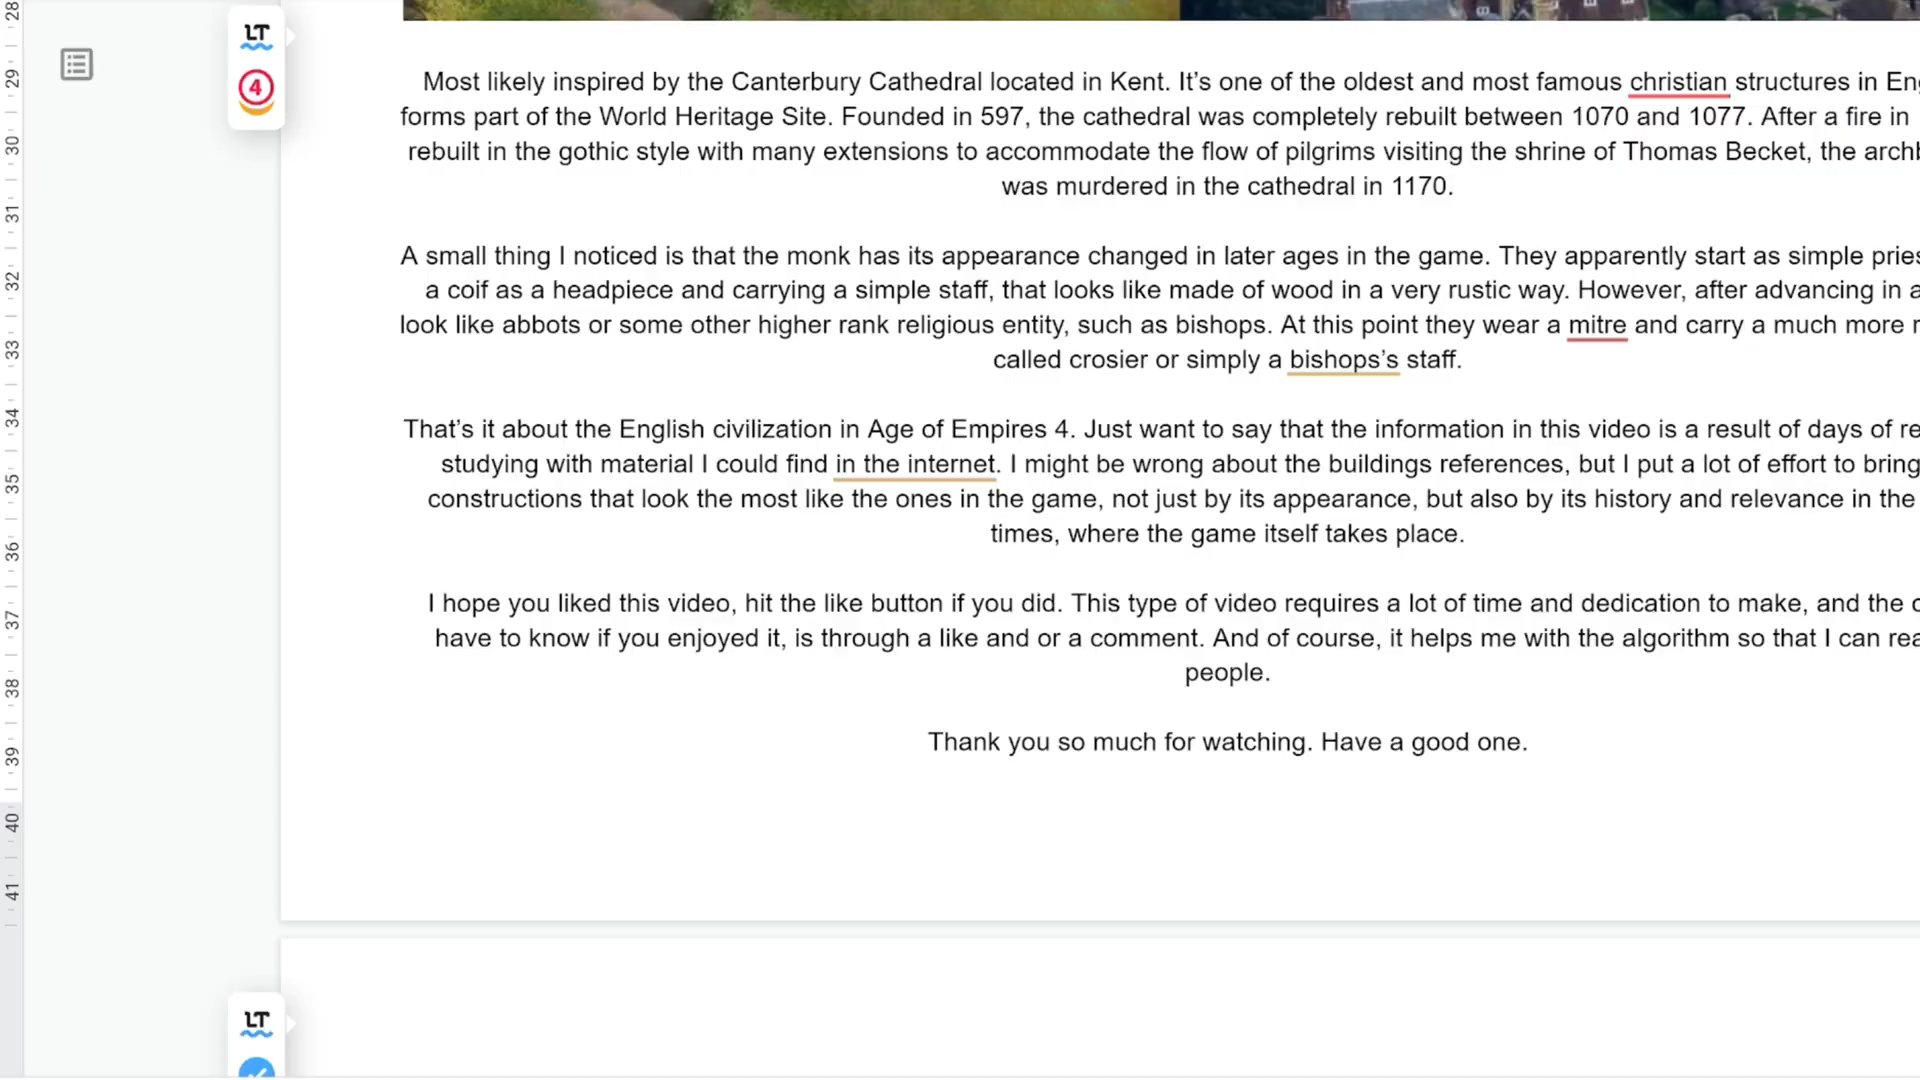 28
29
30
31
32
33
34
35
36
37
38
39
40
41
LT
4
Most likely inspired by the Canterbury Cathedral located in Kent. It’s one of the oldest and most famous christian structures in
forms part of the World Heritage Site. Founded in 597, the cathedral was completely rebuilt between 1070 and 1077. After a fire in
rebuilt in the gothic style with many extensions to accommodate the flow of pilgrims visiting the shrine of Thomas Becket, the
was murdered in the cathedral in 1170.
A small thing I noticed is that the monk has its appearance changed in later ages in the game. They apparently start as simple
a coif as a headpiece and carrying a simple staff, that looks like made of wood in a very rustic way. However, after advancing in
look like abbots or some other higher rank religious entity, such as bishops. At this point they wear a mitre and carry a much more
called crosier or simply a bishops’s staff.
That’s it about the English civilization in Age of Empires 4. Just want to say that the information in this video is a result of days of
studying with material I could find in the internet. I might be wrong about the buildings references, but I put a lot of effort to bring
constructions that look the most like the ones in the game, not just by its appearance, but also by its history and relevance in the
times, where the game itself takes place.
I hope you liked this video, hit the like button if you did. This type of video requires a lot of time and dedication to make, and the
have to know if you enjoyed it, is through a like and or a comment. And of course, it helps me with the algorithm so that I can
people.
Thank you so much for watching. Have a good one.
LT